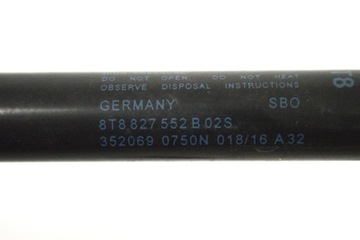 DO NOT OPEN DO NOT HEAT
OBSERVE DISPOSAL INSTRUCTIONS
GERMANY SBO
8T8 827 552 B 02S
352069 0750N 018/16 A32